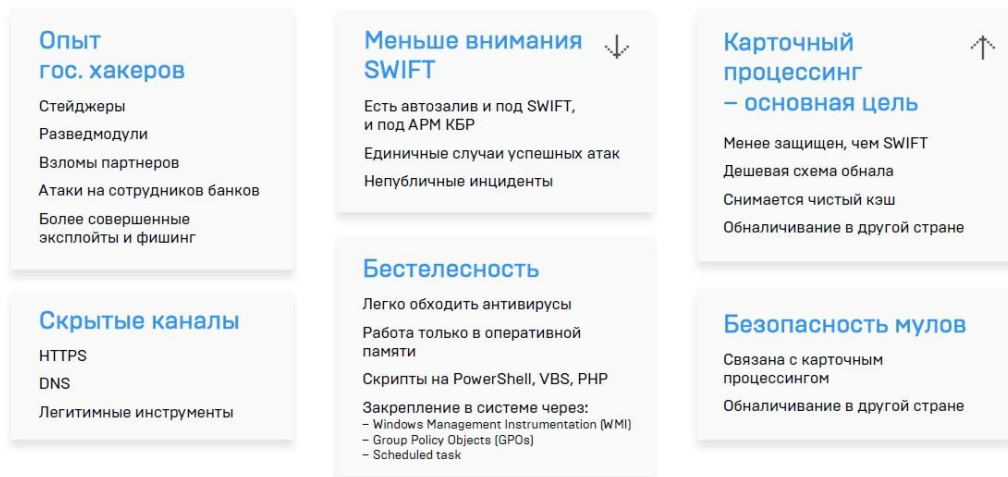 Опыт
гос. хакеров
Стейджеры
Разведмодули
Взломы партнеров
Атаки на сотрудников банков
Более совершенные
эксплойты и фишинг
Скрытые каналы
HTTPS
DNS
Легитимные инструменты
Меньше внимания
SWIFT
Есть автозалив и под SWIFT,
и под АРМ КБР
Единичные случаи успешных атак
Непубличные инциденты
Бестелесность
Легко обходить антивирусы
Работа только в оперативной
памяти
Скрипты на PowerShell, VBS, PHP
Закрепление в системе через:
– Windows Management Instrumentation (WMI)
– Group Policy Objects (GPOs)
– Scheduled task
Карточный
процессинг
– основная цель
Менее защищен, чем SWIFT
Дешевая схема обнала
Снимается чистый кэш
Обналичивание в другой стране
Безопасность мулов
Связана с карточным
процессингом
Обналичивание в другой стране